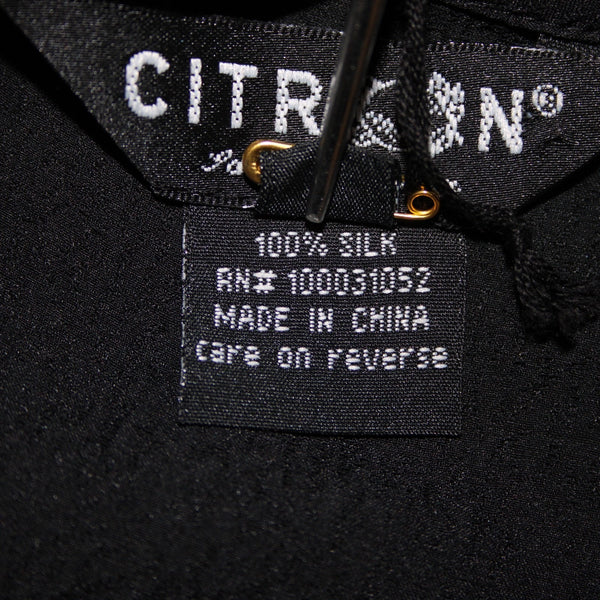 CITRON®
100% SILK
RN# 100031052
MADE IN CHINA
care on reverse